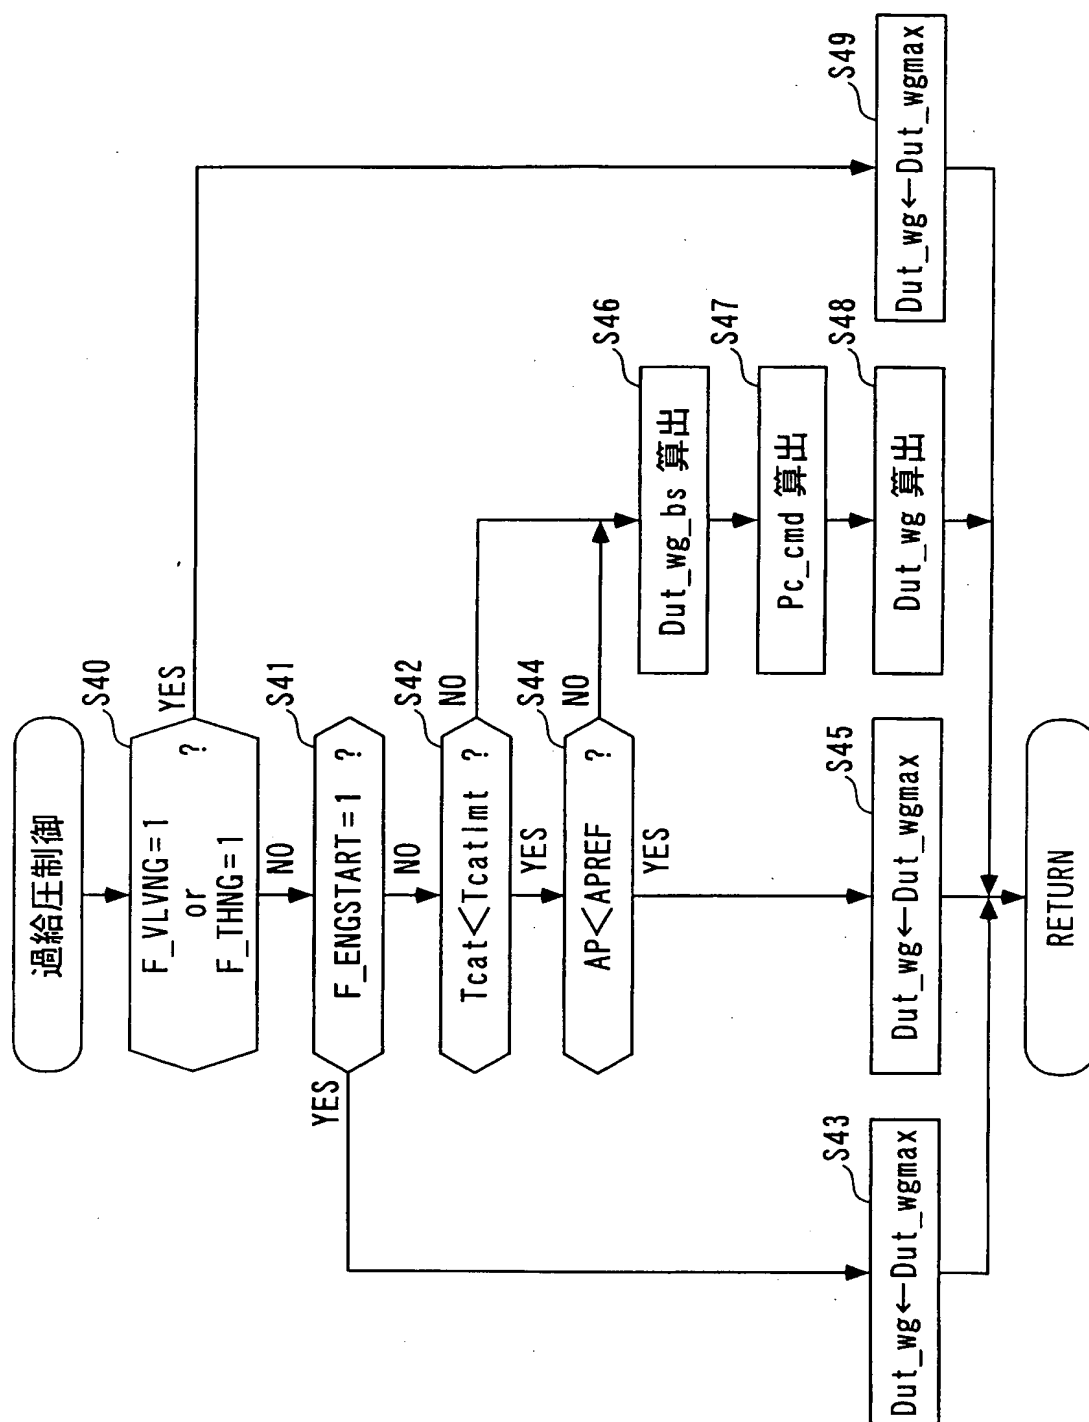 過給圧制御
S40
F_VLVNG=1
or
F_THNG=1
?
YES
NO
S41
F_ENGSTART=1 ?
YES
NO
S42
Tcat<Tcatlmt ?
NO
YES
S44
AP<APREF ?
NO
YES
S46
Dut_wg_bs 算出
S47
Pc_cmd 算出
S43
Dut_wg←Dut_wgmax
S45
Dut_wg←Dut_wgmax
S48
Dut_wg 算出
S49
Dut_wg←Dut_wgmax
RETURN